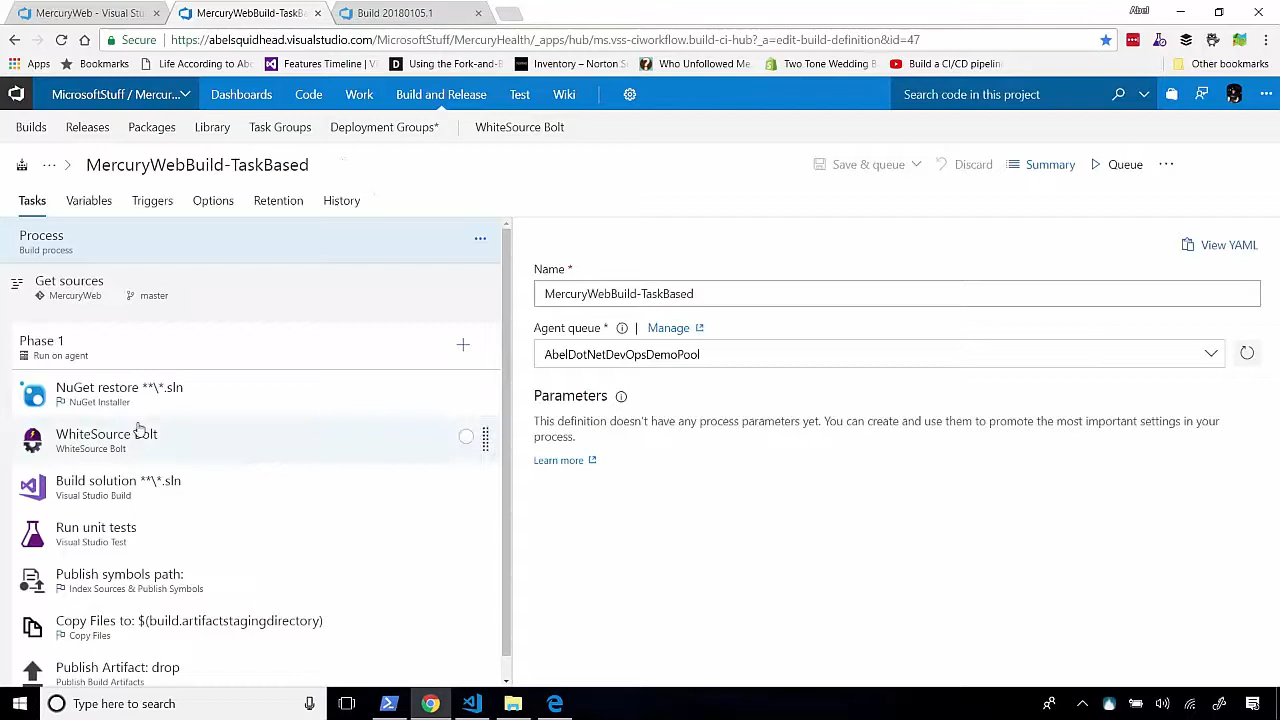 MercuryWeb - Visual Stu
MercuryWebBuild-TaskBas
Build 20180105.1
Abel
Secure
https://abelsquidhead.visualstudio.com/MicrosoftStuff/MercuryHealth/_apps/hub/ms.vss-ciworkflow.build-ci-hub?_a=edit-build-definition&id=47
Apps
Bookmarks
Life According to Abe
Features Timeline | V
Using the Fork-and-B
Inventory – Norton S
Who Unfollowed Me
Two Tone Wedding B
Build a CI/CD pipelin
Other bookmarks
MicrosoftStuff / Mercur...
Dashboards
Code
Work
Build and Release
Test
Wiki
Search code in this project
Builds
Releases
Packages
Library
Task Groups
Deployment Groups*
WhiteSource Bolt
MercuryWebBuild-TaskBased
Save & queue
Discard
Summary
Queue
Tasks
Variables
Triggers
Options
Retention
History
Process
Build process
View YAML
Get sources
MercuryWeb
master
Name *
MercuryWebBuild-TaskBased
Agent queue * | Manage
AbelDotNetDevOpsDemoPool
Phase 1
Run on agent
NuGet restore **\*.sln
NuGet Installer
WhiteSource Bolt
WhiteSource Bolt
Build solution **\*.sln
Visual Studio Build
Run unit tests
Visual Studio Test
Publish symbols path:
Index Sources & Publish Symbols
Copy Files to: $(build.artifactstagingdirectory)
Copy Files
Publish Artifact: drop
Publish Build Artifacts
Parameters
This definition doesn't have any process parameters yet. You can create and use them to promote the most important settings in your
process.
Learn more
Type here to search